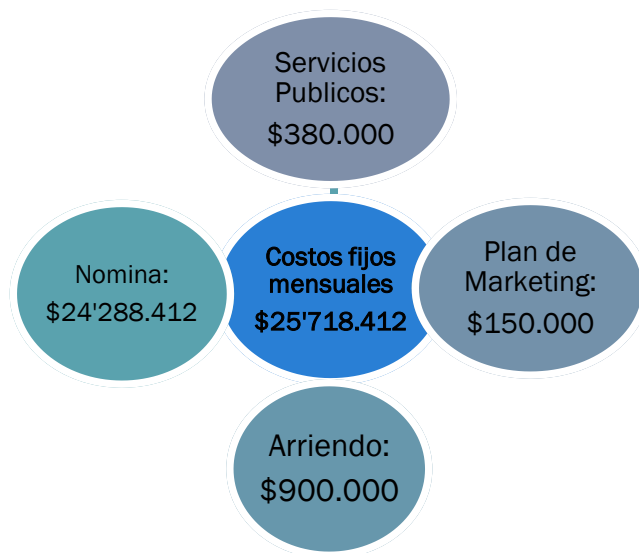 Servicios
Publicos:
$380.000
Nomina:
$24'288.412
Costos fijos
mensuales
$25'718.412
Plan de
Marketing:
$150.000
Arriendo:
$900.000